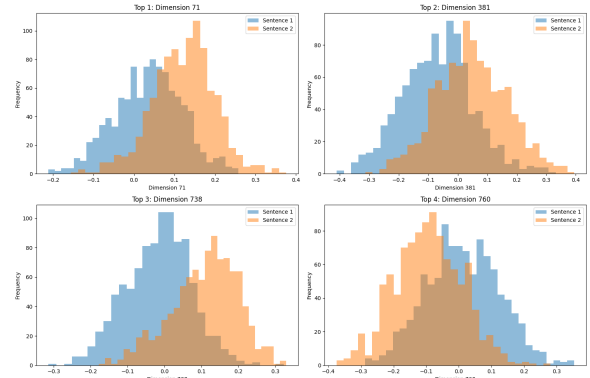 Top 1: Dimension 71
Sentence 1
Sentence 2
Frequency
100
80
60
40
20
0
-0.2 -0.1 0.0 0.1 0.2 0.3 0.4
Dimension 71
Top 2: Dimension 381
Sentence 1
Sentence 2
Frequency
80
60
40
20
0
-0.4 -0.3 -0.2 -0.1 0.0 0.1 0.2 0.3 0.4
Dimension 381
Top 3: Dimension 738
Sentence 1
Sentence 2
Frequency
100
80
60
40
20
0
-0.3 -0.2 -0.1 0.0 0.1 0.2 0.3
Dimension
Top 4: Dimension 760
Sentence 1
Sentence 2
Frequency
80
60
40
20
0
-0.4 -0.3 -0.2 -0.1 0.0 0.1 0.2 0.3
Dimension